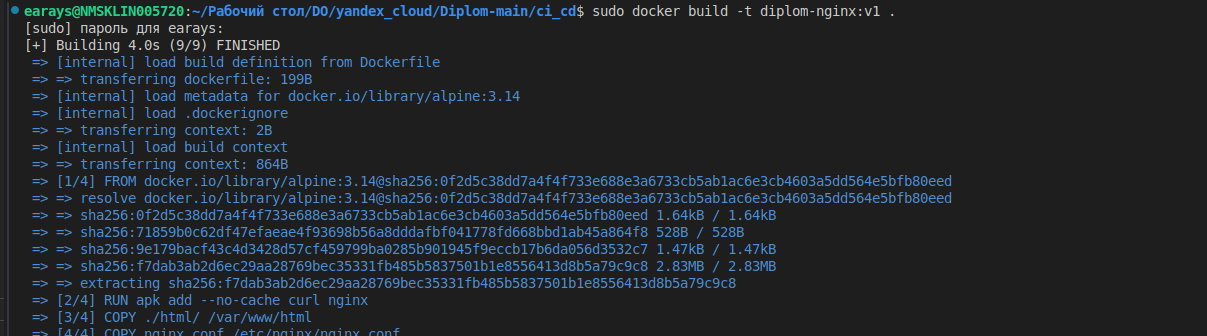 earays@NMSKLIN005720:~/Рабочий стол/DO/yandex_cloud/Diplom-main/ci_cd$ sudo docker build -t diplom-nginx:v1 .
[sudo] пароль для earays:
[+] Building 4.0s (9/9) FINISHED
=> [internal] load build definition from Dockerfile
=> => transferring dockerfile: 199B
=> [internal] load metadata for docker.io/library/alpine:3.14
=> [internal] load .dockerignore
=> => transferring context: 2B
=> [internal] load build context
=> => transferring context: 864B
=> [1/4] FROM docker.io/library/alpine:3.14@sha256:0f2d5c38dd7a4f4f733e688e3a6733cb5ab1ac6e3cb4603a5dd564e5bfb80eed
=> => resolve docker.io/library/alpine:3.14@sha256:0f2d5c38dd7a4f4f733e688e3a6733cb5ab1ac6e3cb4603a5dd564e5bfb80eed
=> => sha256:0f2d5c38dd7a4f4f733e688e3a6733cb5ab1ac6e3cb4603a5dd564e5bfb80eed 1.64kB / 1.64kB
=> => sha256:71859b0c62df47efaeae4f93698b56a8dddafbf041778fd668bbd1ab45a864f8 528B / 528B
=> => sha256:9e179bacf43c4d3428d57cf459799ba0285b901945f9eccb17b6da056d3532c7 1.47kB / 1.47kB
=> => sha256:f7dab3ab2d6ec29aa28769bec35331fb485b5837501b1e8556413d8b5a79c9c8 2.83MB / 2.83MB
=> => extracting sha256:f7dab3ab2d6ec29aa28769bec35331fb485b5837501b1e8556413d8b5a79c9c8
=> [2/4] RUN apk add --no-cache curl nginx
=> [3/4] COPY ./html/ /var/www/html
=> [4/4] COPY nginx.conf /etc/nginx/nginx.conf